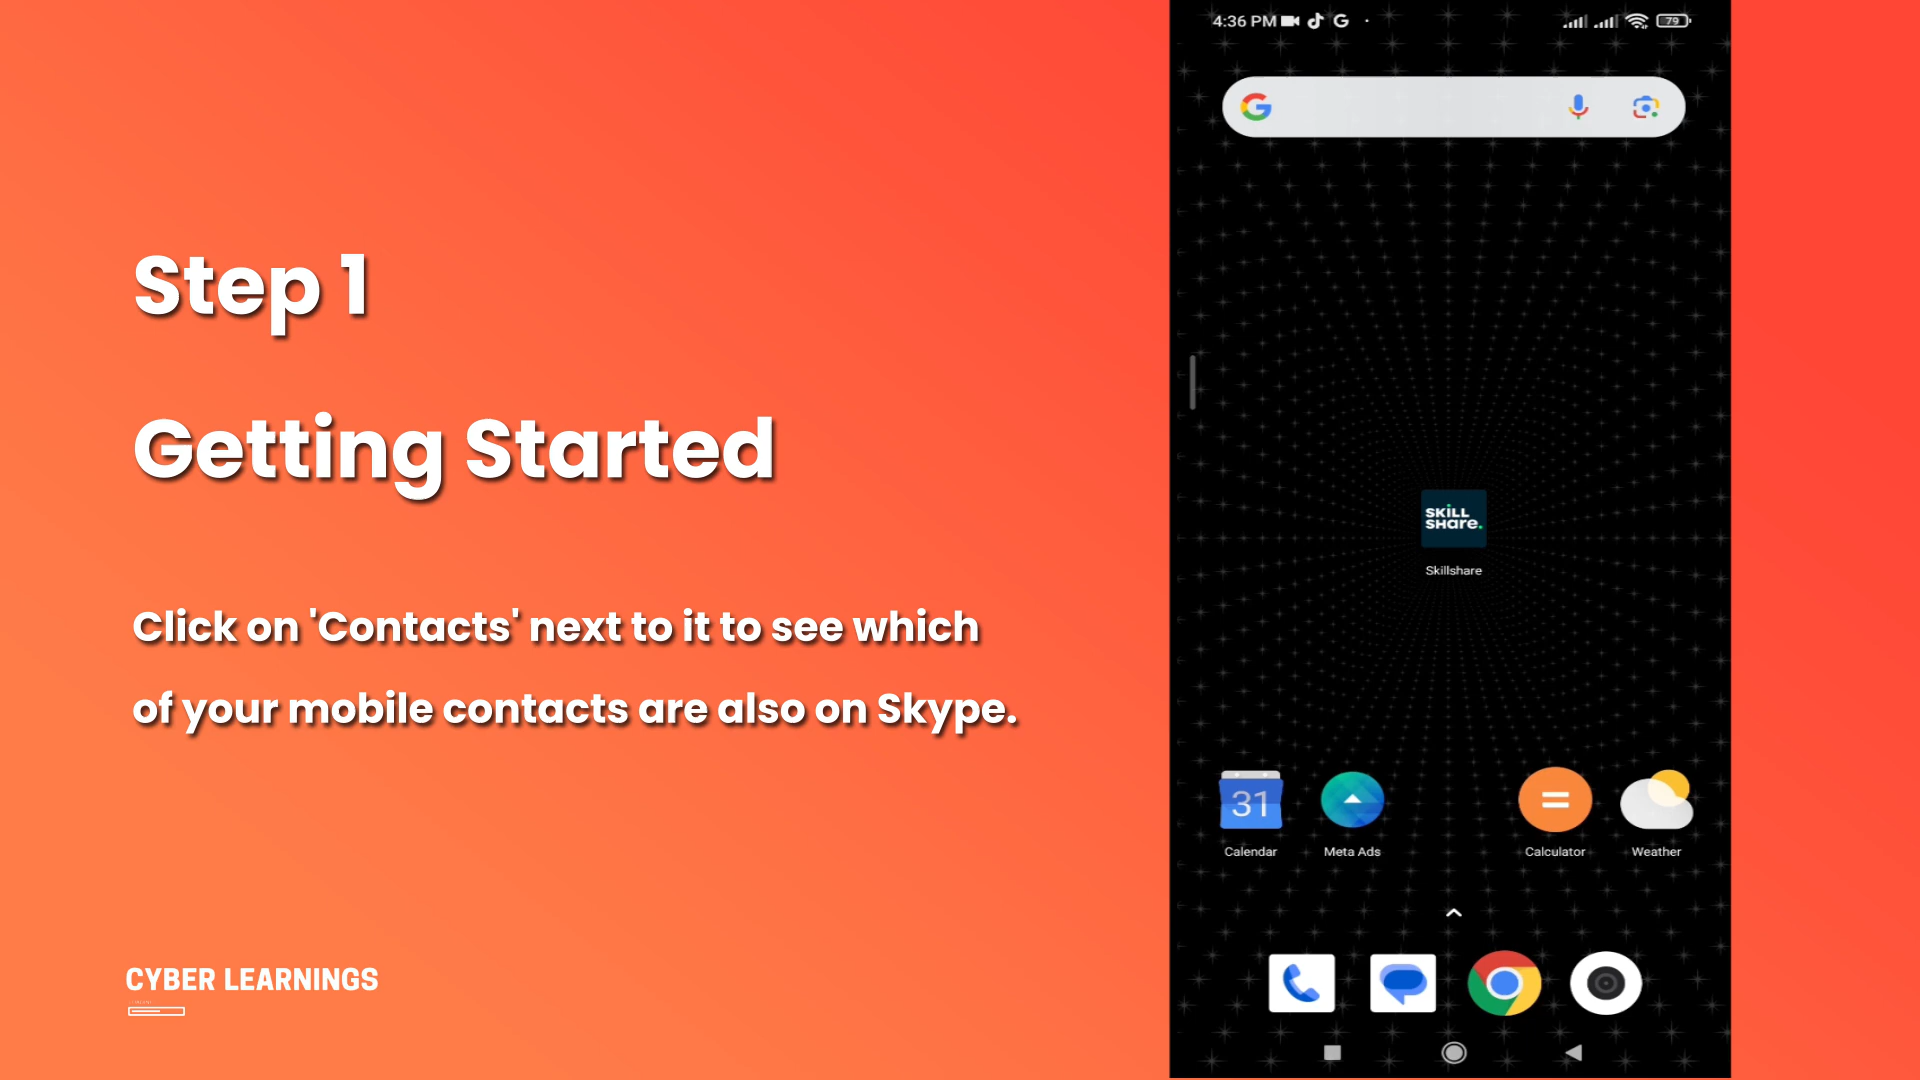 4:36 PM
79
Step 1
Getting Started
Click on 'Contacts' next to it to see which
of your mobile contacts are also on Skype.
CYBER LEARNINGS
SKILL
SHare.
Skillshare
31
Calendar
Meta Ads
Calculator
Weather